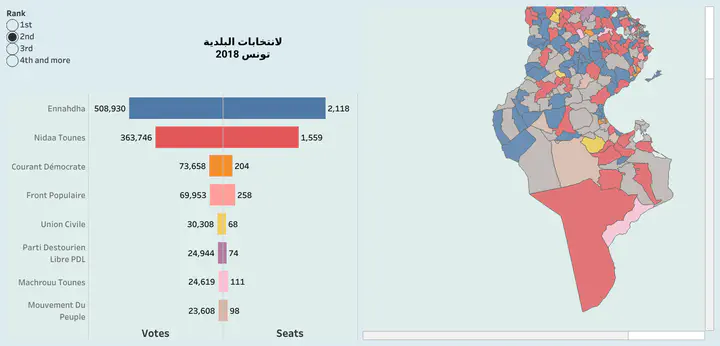 Rank
1st
2nd
3rd
4th and more
لانتخابات البلدية
تونس 2018
Ennahdha 508,930 2,118
Nidaa Tounes 363,746 1,559
Courant Démocrate 73,658 204
Front Populaire 69,953 258
Union Civile 30,308 68
Parti Destourien
Libre PDL 24,944 74
Machrouu Tounes 24,619 111
Mouvement Du
Peuple 23,608 98
Votes Seats